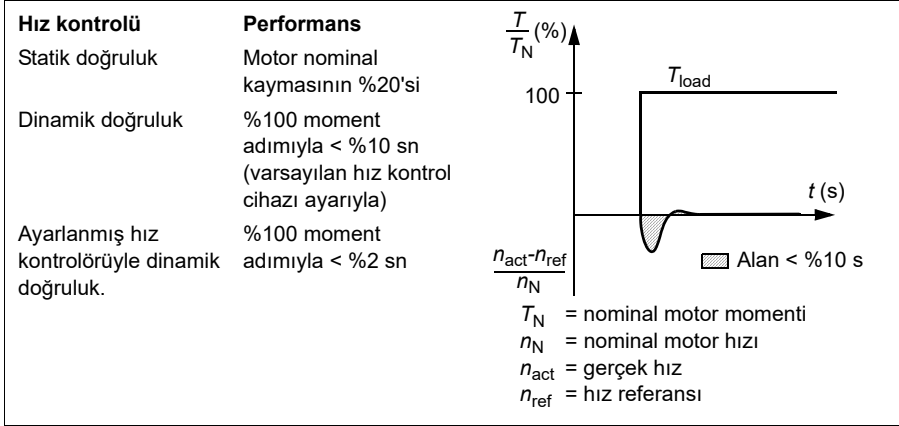 Hız kontrolü Performans
Statik doğruluk Motor nominal
kaymasının %20'si
Dinamik doğruluk %100 moment
adımıyla < %10 sn
(varsayılan hız kontrol
cihazı ayarıyla)
Ayarlanmış hız %100 moment
kontrolörüyle dinamik adımıyla < %2 sn
doğruluk.
T/TN (%)
Tload
100
t (s)
nact-nref/nN
Alan < %10 s
TN = nominal motor momenti
nN = nominal motor hızı
nact = gerçek hız
nref = hız referansı